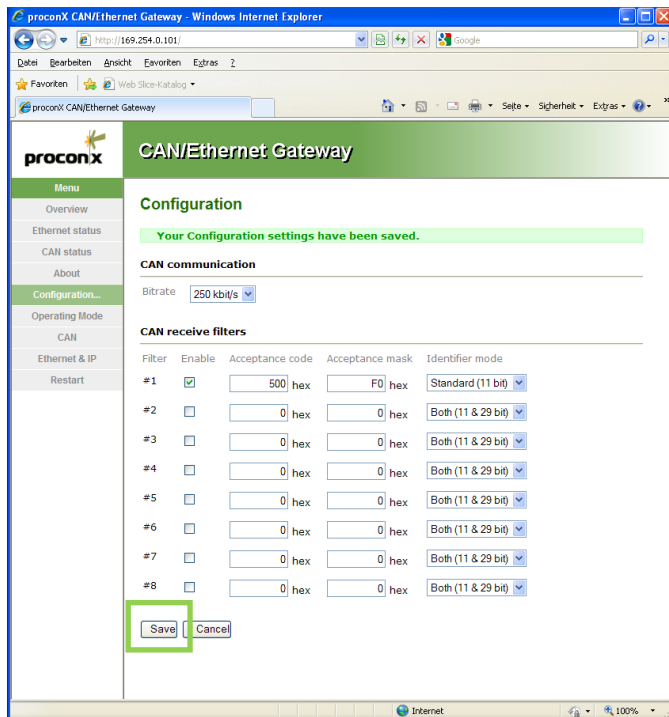 proconX CAN/Ethernet Gateway - Windows Internet Explorer
http://169.254.0.101/
Google
Datei Bearbeiten Ansicht Favoriten Extras ?
Favoriten Web Slice-Katalog
proconX CAN/Ethernet Gateway
Seite Sicherheit Extras »
proconX
CAN/Ethernet Gateway
Menu
Overview
Ethernet status
CAN status
About
Configuration...
Operating Mode
CAN
Ethernet & IP
Restart
Configuration
Your Configuration settings have been saved.
CAN communication
Bitrate 250 kbit/s
CAN receive filters
Filter Enable Acceptance code Acceptance mask Identifier mode
#1 500 hex F0 hex Standard (11 bit)
#2 0 hex 0 hex Both (11 & 29 bit)
#3 0 hex 0 hex Both (11 & 29 bit)
#4 0 hex 0 hex Both (11 & 29 bit)
#5 0 hex 0 hex Both (11 & 29 bit)
#6 0 hex 0 hex Both (11 & 29 bit)
#7 0 hex 0 hex Both (11 & 29 bit)
#8 0 hex 0 hex Both (11 & 29 bit)
Save Cancel
Internet 100%